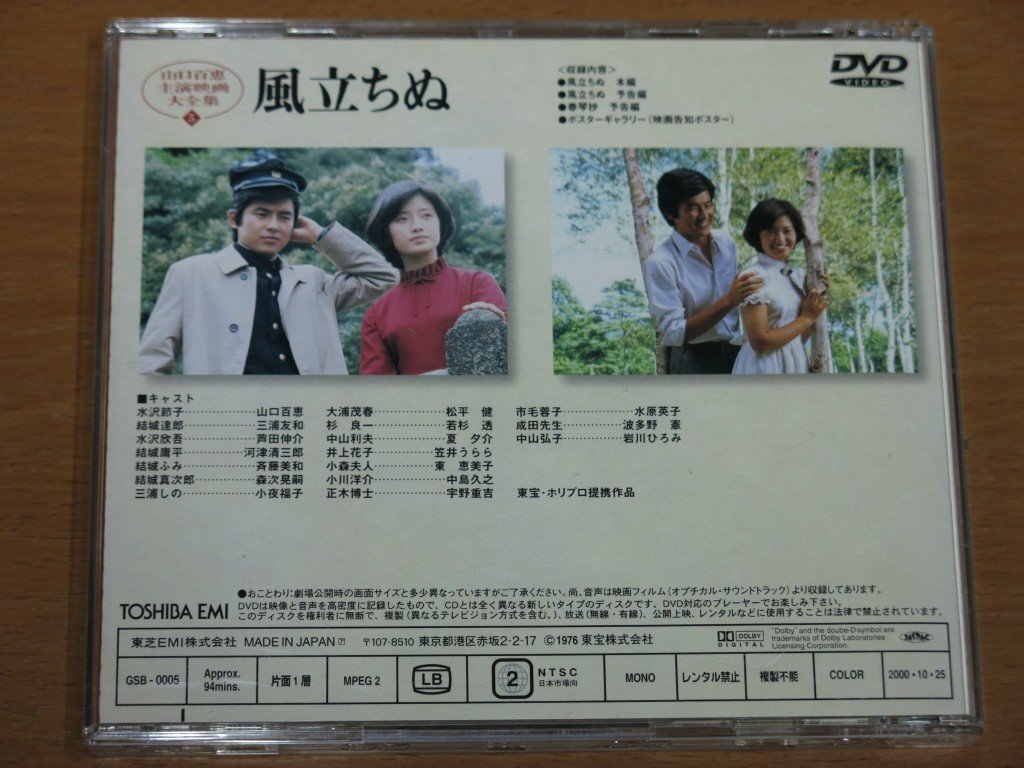 山口百恵
主演映画
大全集
5
風立ちぬ
<収録内容>
●風立ちぬ 本編
●風立ちぬ 予告編
●春琴抄 予告編
●ポスターギャラリー(映画告知ポスター)
DVD
VIDEO
■キャスト
水沢節子 山口百恵
結城達郎 三浦友和
水沢欣吾 芦田伸介
結城庸平 河津清三郎
結城ふみ 斉藤美和
結城真次郎 森次晃嗣
三浦しの 小夜福子
大浦茂春 松平 健
杉 良一 若杉 透
中山利夫 夏 夕介
井上花子 笠井うらら
小森夫人 東 恵美子
小川洋介 中島久之
正木博士 宇野重吉
市毛蓉子 水原英子
成田先生 波多野 憲
中山弘子 岩川ひろみ
東宝・ホリプロ提携作品
●おことわり:劇場公開時の画面サイズと多少異なっていますがご了承ください。尚、音声は映画フィルム(オプチカル・サウンドトラック)より収録してあります。
DVDは映像と音声を高密度に記録したもので、CDとは全く異なる新しいタイプのディスクです。DVD対応のプレーヤーでお楽しみ下さい。
このディスクを権利者に無断で、複製(異なるテレビジョン方式を含む。)、放送(無線・有線)、公開上映、レンタルなどに使用することは法律で禁止されています。
TOSHIBA EMI
東芝EMI株式会社 MADE IN JAPAN 〒107-8510 東京都港区赤坂2-2-17 ©1976 東宝株式会社
DOLBY
DIGITAL
"Dolby" and the double-D symbol are
trademarks of Dolby Laboratories
Licensing Corporation.
GSB-0005
Approx.
94mins.
片面1層
MPEG 2
LB
2
NTSC
日本市場向
MONO
レンタル禁止
複製不能
COLOR
2000・10・25